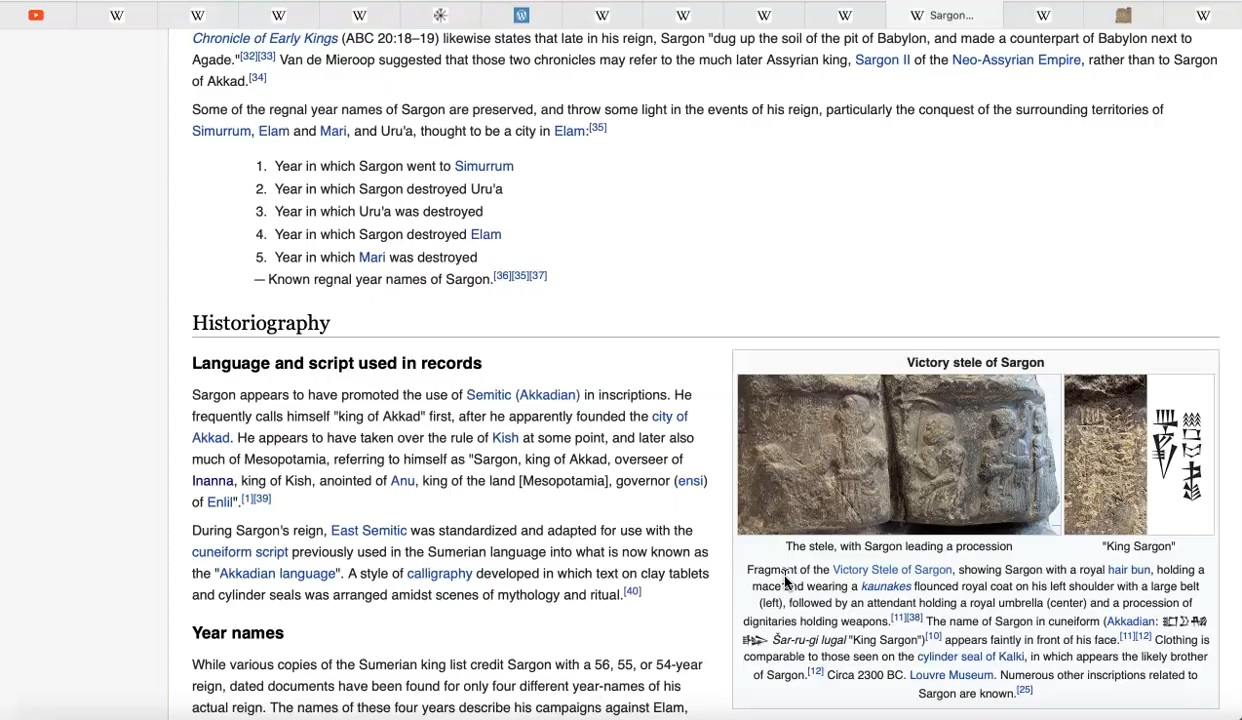 Sargon...
Chronicle of Early Kings (ABC 20:18–19) likewise states that late in his reign, Sargon "dug up the soil of the pit of Babylon, and made a counterpart of Babylon next to
Agade."[32][33] Van de Mieroop suggested that those two chronicles may refer to the much later Assyrian king, Sargon II of the Neo-Assyrian Empire, rather than to Sargon
of Akkad.[34]
Some of the regnal year names of Sargon are preserved, and throw some light in the events of his reign, particularly the conquest of the surrounding territories of
Simurrum, Elam and Mari, and Uru'a, thought to be a city in Elam:[35]
1. Year in which Sargon went to Simurrum
2. Year in which Sargon destroyed Uru'a
3. Year in which Uru'a was destroyed
4. Year in which Sargon destroyed Elam
5. Year in which Mari was destroyed
— Known regnal year names of Sargon.[36][35][37]
Historiography
Language and script used in records
Sargon appears to have promoted the use of Semitic (Akkadian) in inscriptions. He
frequently calls himself "king of Akkad" first, after he apparently founded the city of
Akkad. He appears to have taken over the rule of Kish at some point, and later also
much of Mesopotamia, referring to himself as "Sargon, king of Akkad, overseer of
Inanna, king of Kish, anointed of Anu, king of the land [Mesopotamia], governor (ensi)
of Enlil".[1][39]
During Sargon's reign, East Semitic was standardized and adapted for use with the
cuneiform script previously used in the Sumerian language into what is now known as
the "Akkadian language". A style of calligraphy developed in which text on clay tablets
and cylinder seals was arranged amidst scenes of mythology and ritual.[40]
Year names
While various copies of the Sumerian king list credit Sargon with a 56, 55, or 54-year
reign, dated documents have been found for only four different year-names of his
actual reign. The names of these four years describe his campaigns against Elam,
Victory stele of Sargon
The stele, with Sargon leading a procession
"King Sargon"
Fragment of the Victory Stele of Sargon, showing Sargon with a royal hair bun, holding a
mace and wearing a kaunakes flounced royal coat on his left shoulder with a large belt
(left), followed by an attendant holding a royal umbrella (center) and a procession of
dignitaries holding weapons.[11][38] The name of Sargon in cuneiform (Akkadian:
Šar-ru-gi lugal "King Sargon")[10] appears faintly in front of his face.[11][12] Clothing is
comparable to those seen on the cylinder seal of Kalki, in which appears the likely brother
of Sargon.[12] Circa 2300 BC. Louvre Museum. Numerous other inscriptions related to
Sargon are known.[25]